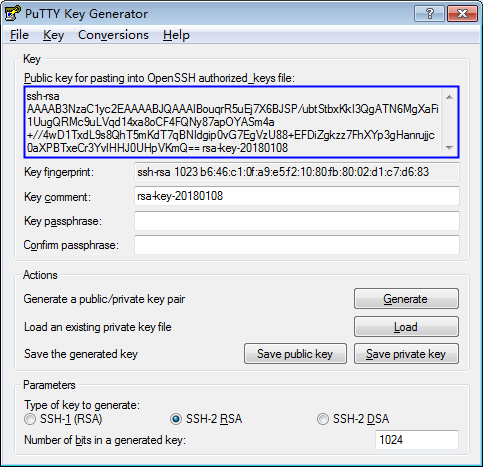 PuTTY Key Generator
File Key Conversions Help
Key
Public key for pasting into OpenSSH authorized_keys file:
ssh-rsa
AAAAB3NzaC1yc2EAAAABJQAAAIBouqrR5uEj7X6BJSP/ubtStbxKkI3QgATN6MgXaFi
1UugQRMc9uLVqd14xa8oCF4FQNy87apOYASm4a
+//4wD1TxdL9s8QhT5mKdT7qBNIdgip0vG7EgVzU88+EFDiZgkzz7FhXYp3gHanrujjc
0aXPBTxeCr3YvlHHJ0UHpVKmQ== rsa-key-20180108
Key fingerprint: ssh-rsa 1023 b6:46:c1:0f:a9:e5:f2:10:80:fb:80:02:d1:c7:d6:83
Key comment: rsa-key-20180108
Key passphrase:
Confirm passphrase:
Actions
Generate a public/private key pair Generate
Load an existing private key file Load
Save the generated key Save public key Save private key
Parameters
Type of key to generate:
SSH-1 (RSA) SSH-2 RSA SSH-2 DSA
Number of bits in a generated key: 1024